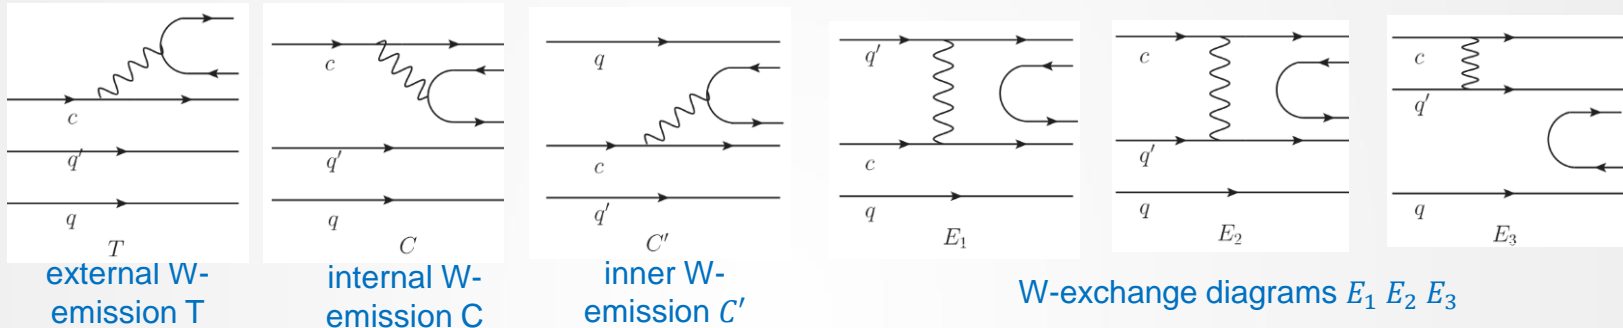 c
q'
q
T
external W-
emission T
c
q'
q
C
internal W-
emission C
q
c
q'
C'
inner W-
emission C′
q'
c
q
E₁
c
q'
q
E₂
c
q'
q
E₃
W-exchange diagrams E₁ E₂ E₃